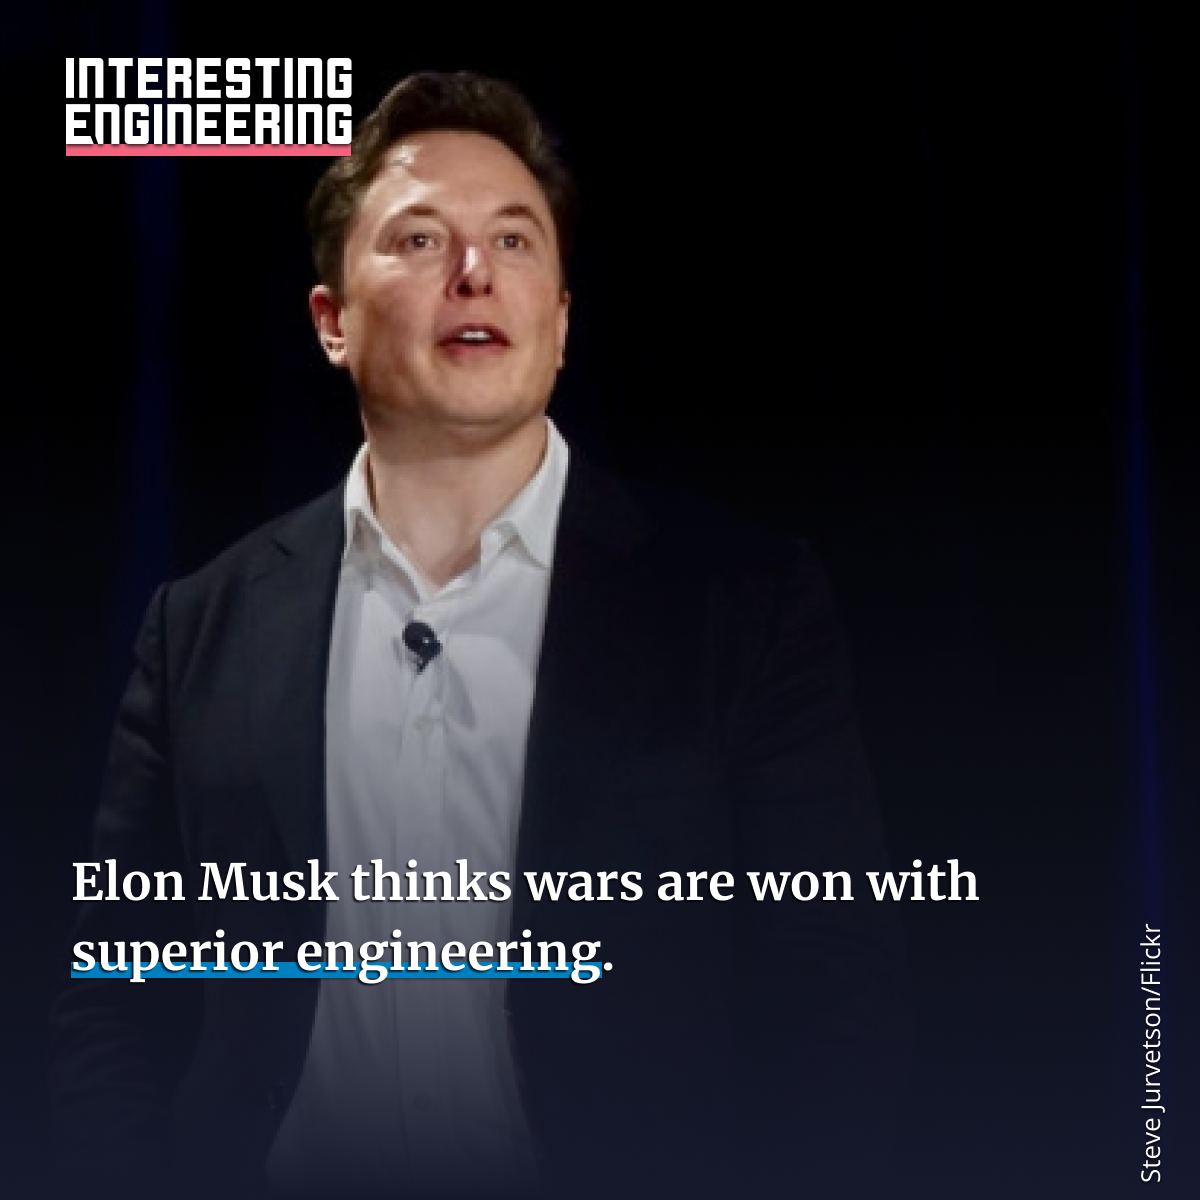 INTERESTING
ENGINEERING
Elon Musk thinks wars are won with
superior engineering.
Steve Jurvetson/Flickr